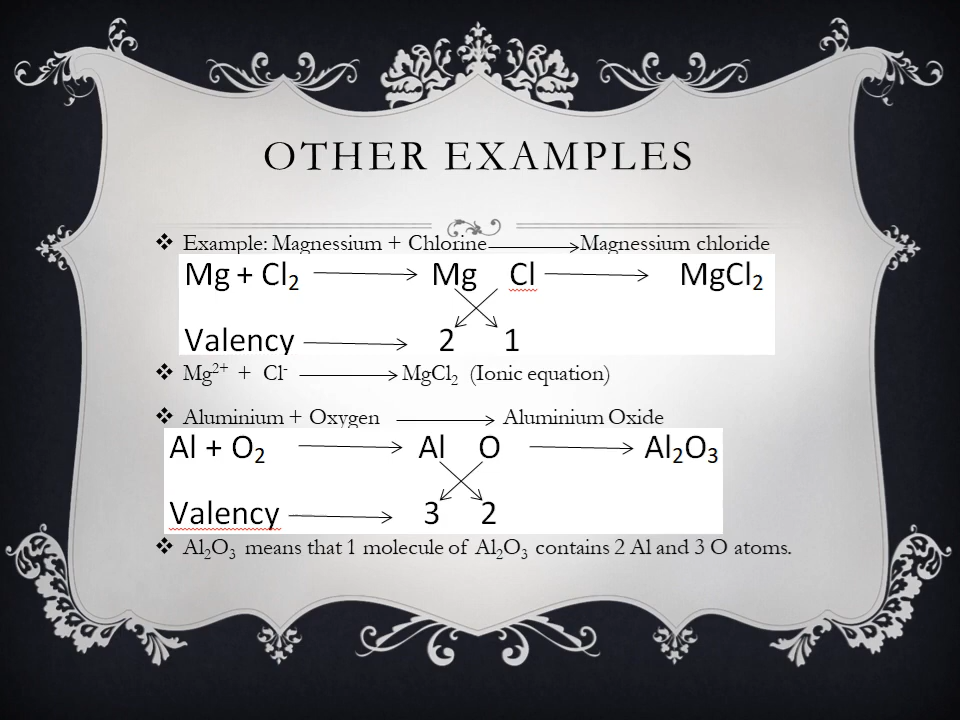 OTHER EXAMPLES
❖ Example: Magnessium + Chlorine ⟶ Magnessium chloride
Mg + Cl₂ ⟶ Mg Cl ⟶ MgCl₂
Valency ⟶ 2 1
❖ Mg²⁺ + Cl⁻ ⟶ MgCl₂ (Ionic equation)
❖ Aluminium + Oxygen ⟶ Aluminium Oxide
Al + O₂ ⟶ Al O ⟶ Al₂O₃
Valency ⟶ 3 2
❖ Al₂O₃ means that 1 molecule of Al₂O₃ contains 2 Al and 3 O atoms.